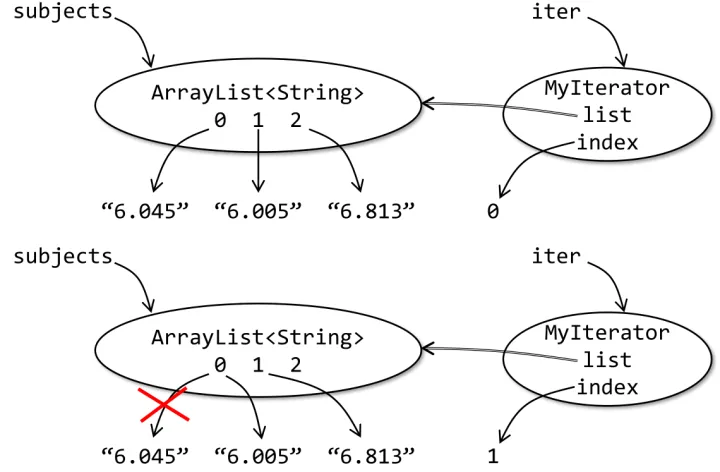 subjects
iter
ArrayList<String>
0 1 2
MyIterator
list
index
“6.045” “6.005” “6.813”
0
subjects
iter
ArrayList<String>
0 1 2
MyIterator
list
index
“6.045” “6.005” “6.813”
1